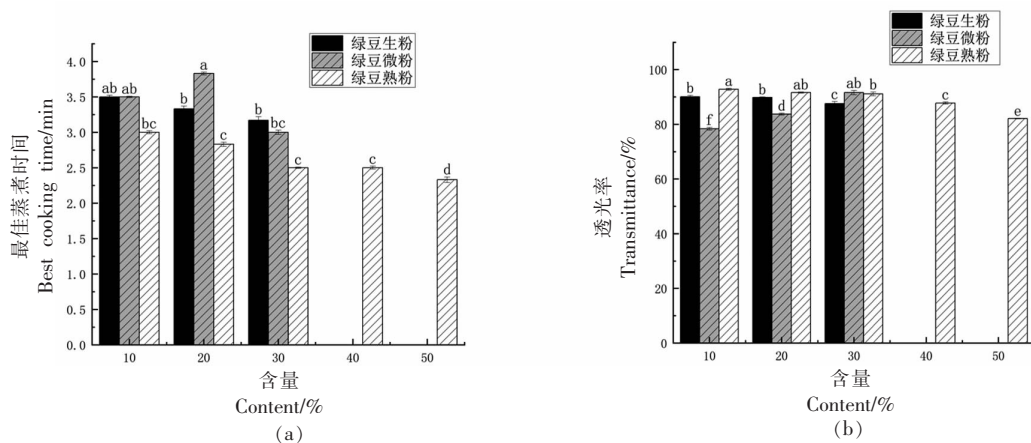 绿豆生粉
绿豆微粉
绿豆熟粉
最佳蒸煮时间/min
Best cooking time/min
4.0
3.5
3.0
2.5
2.0
1.5
1.0
0.5
0.0
ab ab
bc
b
a
c
b
bc
c
c
d
10 20 30 40 50
含量
Content/%
(a)
绿豆生粉
绿豆微粉
绿豆熟粉
透光率
Transmittance/%
100
80
60
40
20
0
b
f
a
b
d
ab
c
ab
b
c
e
10 20 30 40 50
含量
Content/%
(b)